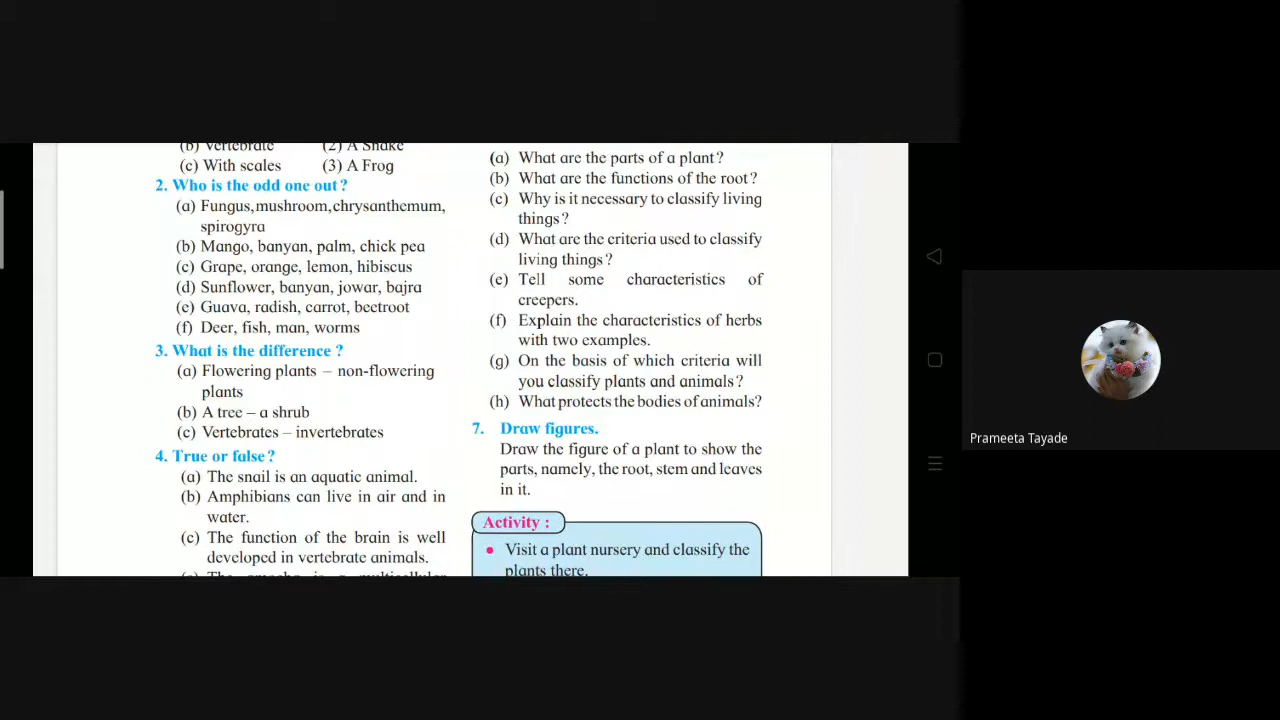 (b) Vertebrate (2) A Snake
(c) With scales (3) A Frog
2. Who is the odd one out?
(a) Fungus, mushroom, chrysanthemum,
spirogyra
(b) Mango, banyan, palm, chick pea
(c) Grape, orange, lemon, hibiscus
(d) Sunflower, banyan, jowar, bajra
(e) Guava, radish, carrot, beetroot
(f) Deer, fish, man, worms
3. What is the difference ?
(a) Flowering plants – non-flowering
plants
(b) A tree – a shrub
(c) Vertebrates – invertebrates
4. True or false?
(a) The snail is an aquatic animal.
(b) Amphibians can live in air and in
water.
(c) The function of the brain is well
developed in vertebrate animals.
The amoeba is a multicellular
(a) What are the parts of a plant?
(b) What are the functions of the root?
(c) Why is it necessary to classify living
things?
(d) What are the criteria used to classify
living things?
(e) Tell some characteristics of
creepers.
(f) Explain the characteristics of herbs
with two examples.
(g) On the basis of which criteria will
you classify plants and animals?
(h) What protects the bodies of animals?
7. Draw figures.
Draw the figure of a plant to show the
parts, namely, the root, stem and leaves
in it.
Activity :
• Visit a plant nursery and classify the
plants there.
Prameeta Tayade